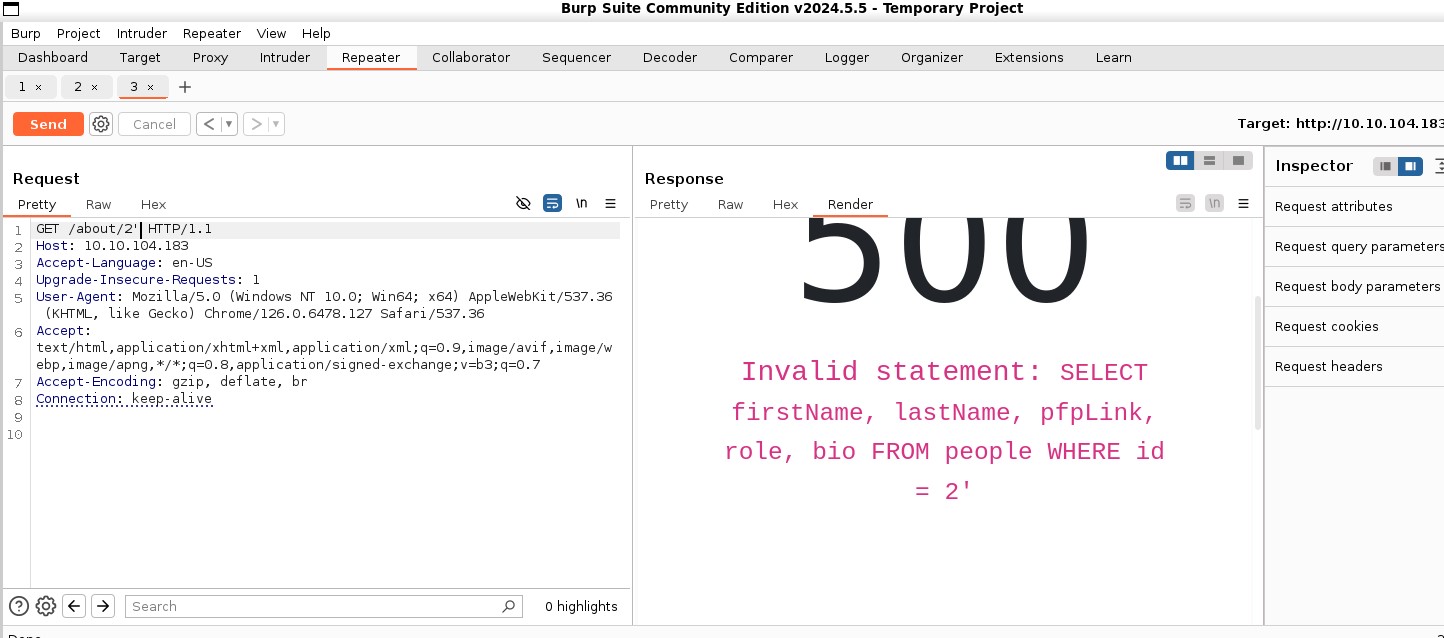 Burp Suite Community Edition v2024.5.5 - Temporary Project
Burp Project Intruder Repeater View Help
Dashboard Target Proxy Intruder Repeater Collaborator Sequencer Decoder Comparer Logger Organizer Extensions Learn
1 × 2 × 3 × +
Send Cancel < >
Target: http://10.10.104.183
Request
Pretty Raw Hex
\n
1 GET /about/2' HTTP/1.1
2 Host: 10.10.104.183
3 Accept-Language: en-US
4 Upgrade-Insecure-Requests: 1
5 User-Agent: Mozilla/5.0 (Windows NT 10.0; Win64; x64) AppleWebKit/537.36
(KHTML, like Gecko) Chrome/126.0.6478.127 Safari/537.36
6 Accept:
text/html,application/xhtml+xml,application/xml;q=0.9,image/avif,image/w
ebp,image/apng,*/*;q=0.8,application/signed-exchange;v=b3;q=0.7
7 Accept-Encoding: gzip, deflate, br
8 Connection: keep-alive
9
10
Search
0 highlights
Response
Pretty Raw Hex Render
\n
500
Invalid statement: SELECT
firstName, lastName, pfpLink,
role, bio FROM people WHERE id
= 2'
Inspector
Request attributes
Request query parameters
Request body parameters
Request cookies
Request headers